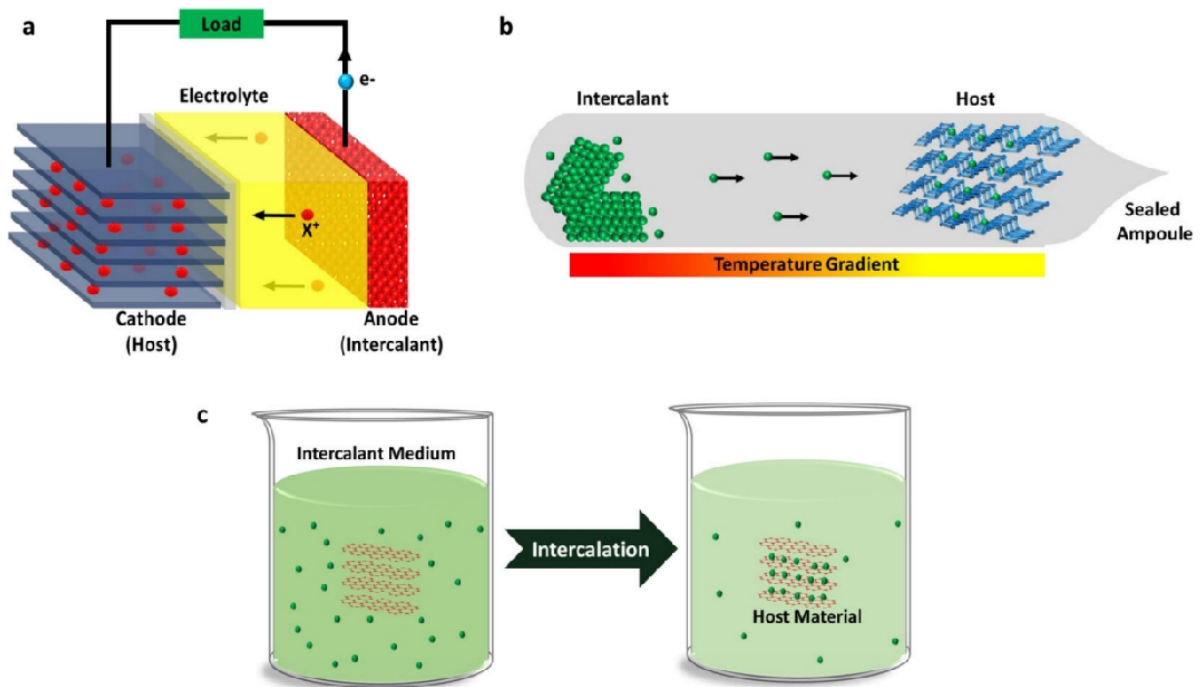 a
Load
e-
Electrolyte
X+
Cathode
(Host)
Anode
(Intercalant)
b
Intercalant
Host
Sealed
Ampoule
Temperature Gradient
c
Intercalant Medium
Intercalation
Host Material